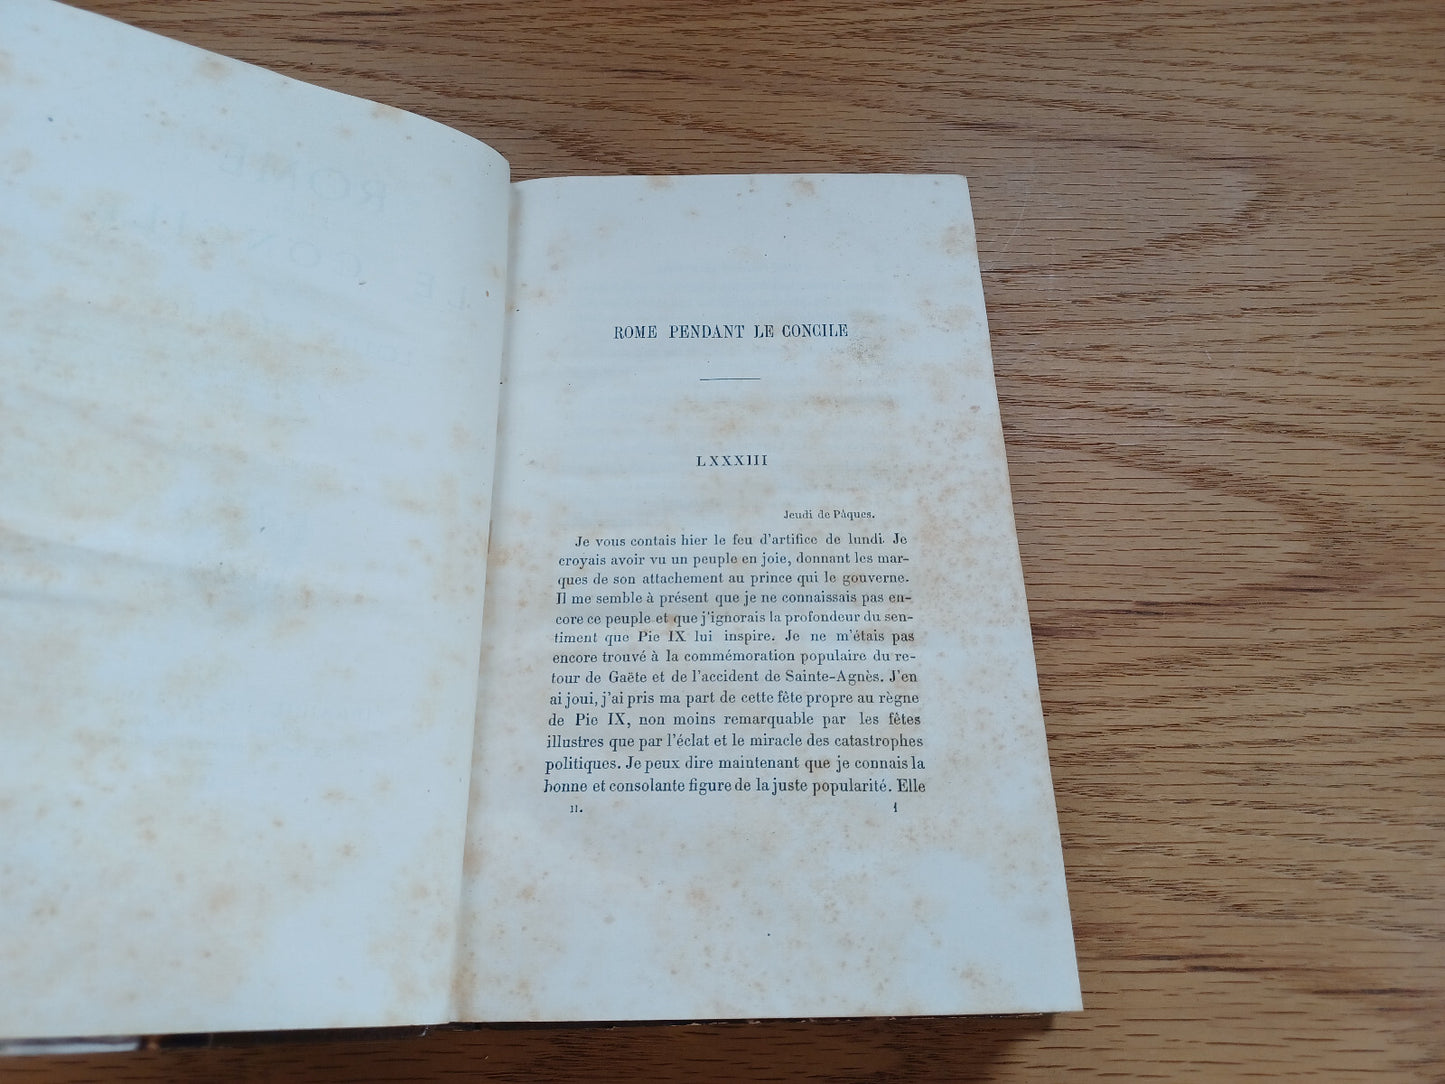 ROME PENDANT LE CONCILE
LXXXIII
Jeudi de Pâques.
Je vous contais hier le feu d'artifice de lundi. Je
croyais avoir vu un peuple en joie, donnant les mar-
ques de son attachement au prince qui le gouverne.
Il me semble à présent que je ne connaissais pas en-
core ce peuple et que j'ignorais la profondeur du sen-
timent que Pie IX lui inspire. Je ne m'étais pas
encore trouvé à la commémoration populaire du re-
tour de Gaëte et de l'accident de Sainte-Agnès. J'en
ai joui, j'ai pris ma part de cette fête propre au règne
de Pie IX, non moins remarquable par les fêtes
illustres que par l'éclat et le miracle des catastrophes
politiques. Je peux dire maintenant que je connais la
bonne et consolante figure de la juste popularité. Elle
II. 1